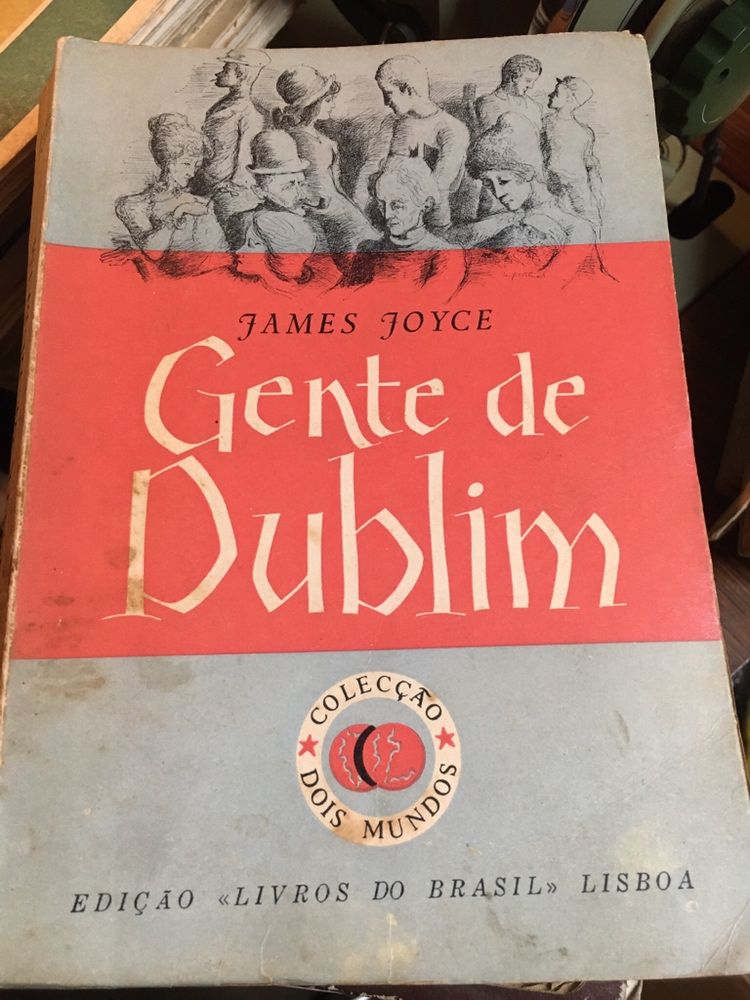 JAMES JOYCE
Gente de
Dublim
COLECÇÃO
DOIS MUNDOS
EDIÇÃO «LIVROS DO BRASIL» LISBOA